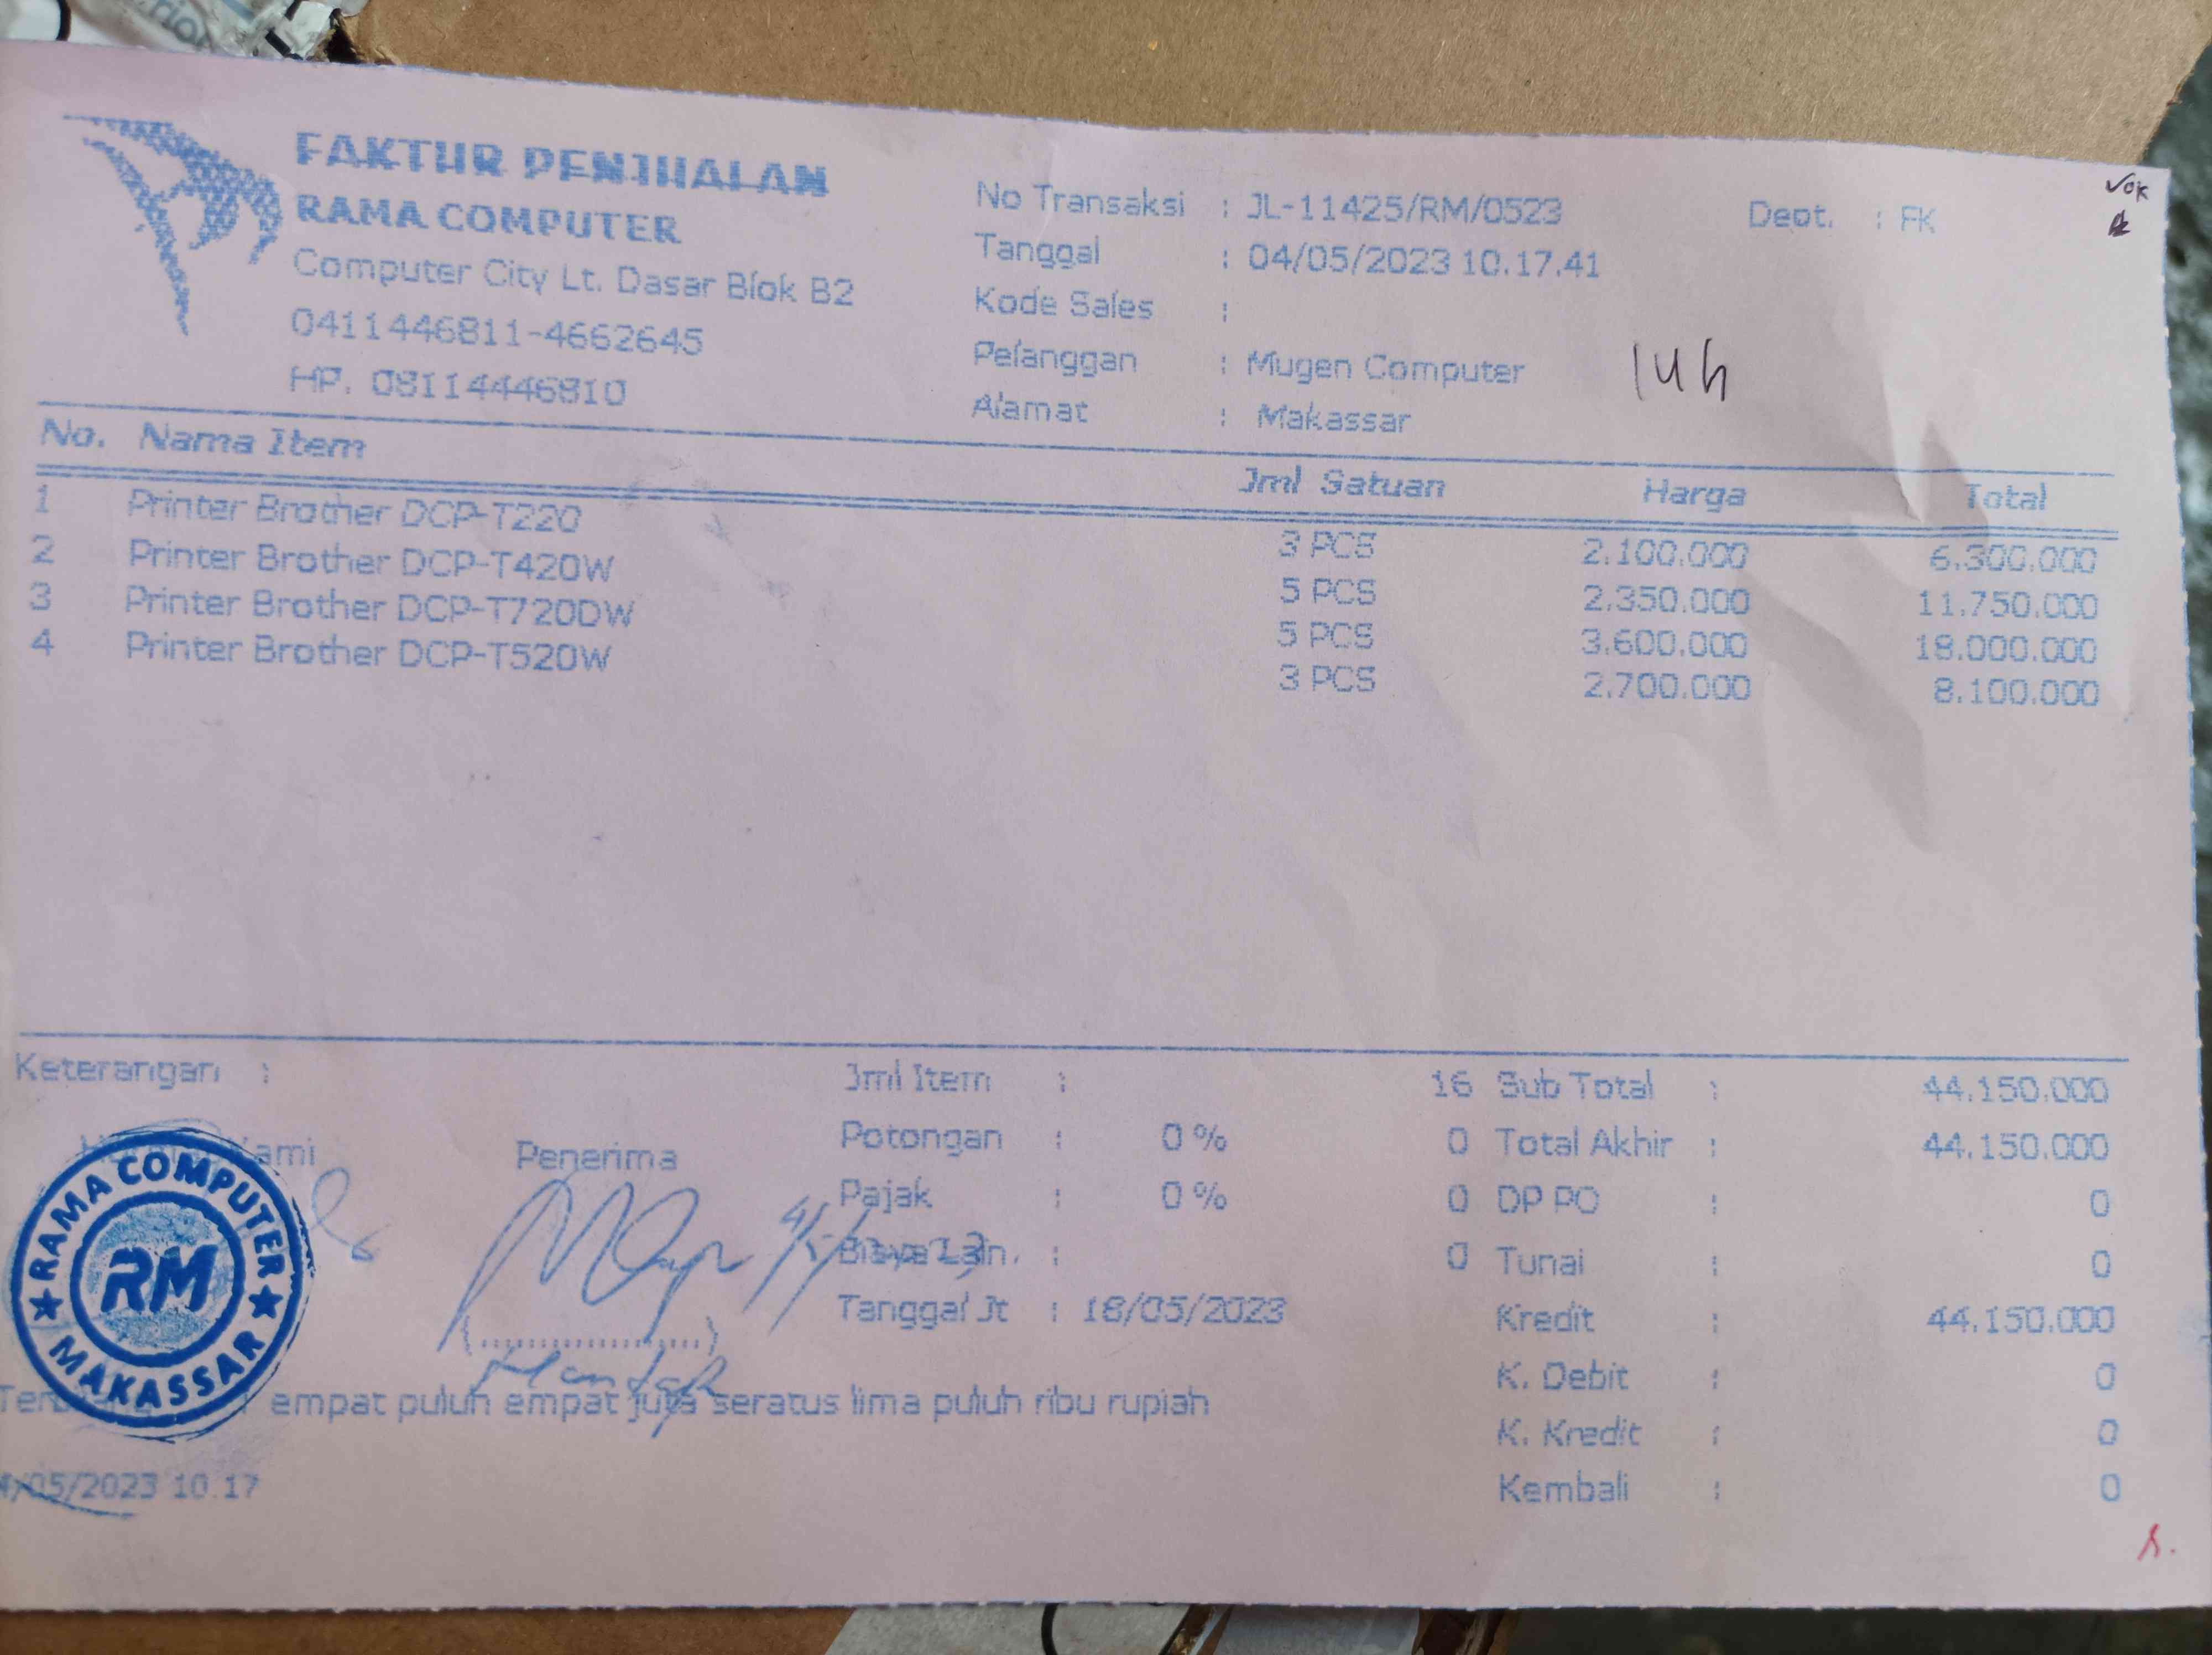 FAKTUR PENJUALAN
RAMA COMPUTER
Computer City Lt. Dasar Blok B2
0411446811-4662645
HP. 08114446810
No Transaksi : JL-11425/RM/0523 Dept. : FK
Tanggal : 04/05/2023 10.17.41
Kode Sales :
Pelanggan : Mugen Computer
Alamat : Makassar
√OK
No. Nama Item Jml Satuan Harga Total
1 Printer Brother DCP-T220 3 PCS 2.100.000 6.300.000
2 Printer Brother DCP-T420W 5 PCS 2.350.000 11.750.000
3 Printer Brother DCP-T720DW 5 PCS 3.600.000 18.000.000
4 Printer Brother DCP-T520W 3 PCS 2.700.000 8.100.000
Keterangan :
Jml Item : 16 Sub Total : 44.150.000
Potongan : 0 % 0 Total Akhir : 44.150.000
Pajak : 0 % 0 DP PO : 0
Biaya Lain. : 0 Tunai : 0
Tanggal Jt : 18/05/2023 Kredit : 44.150.000
K. Debit : 0
K. Kredit : 0
Kembali : 0
Kami
Penerima
(....................)
RAMA COMPUTER
RM
MAKASSAR
empat puluh empat juta seratus lima puluh ribu rupiah
/05/2023 10.17